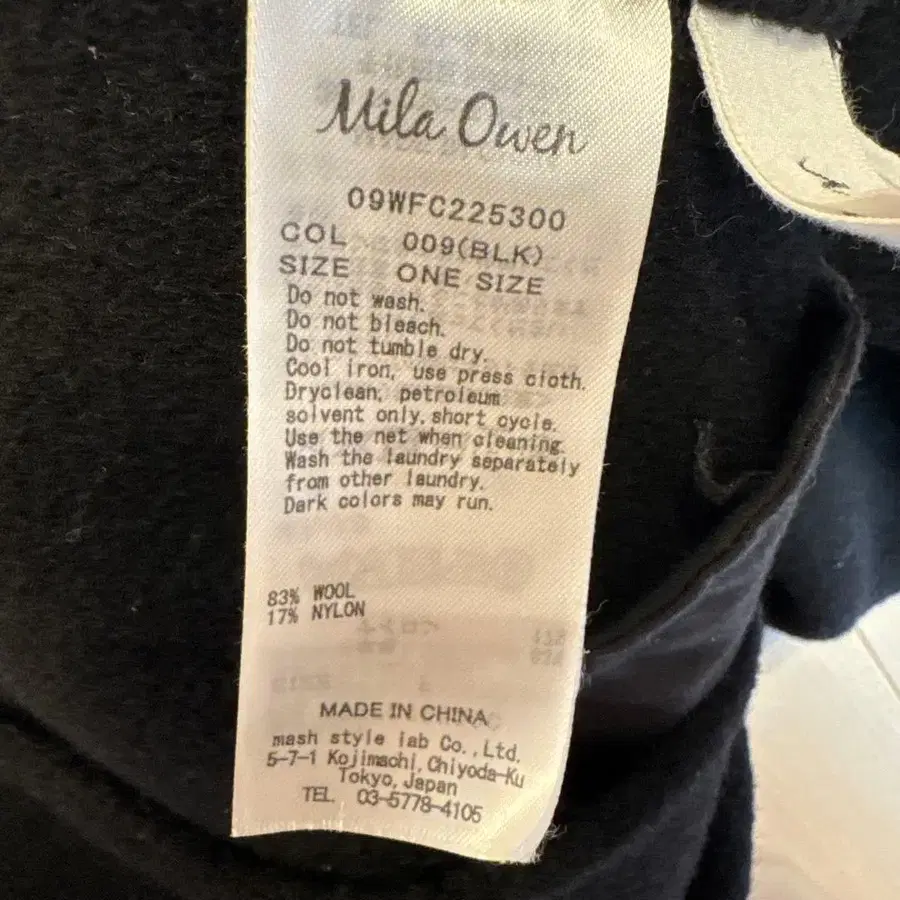 Mila Owen
09WFC225300
COL 009(BLK)
SIZE ONE SIZE
Do not wash.
Do not bleach.
Do not tumble dry.
Cool iron, use press cloth.
Dryclean, petroleum
solvent only, short cycle.
Use the net when cleaning.
Wash the laundry separately
from other laundry.
Dark colors may run.
83% WOOL
17% NYLON
MADE IN CHINA
mash style lab Co.,Ltd.
5-7-1 Kojimachi, Chiyoda-Ku
Tokyo, Japan
TEL 03-5778-4105